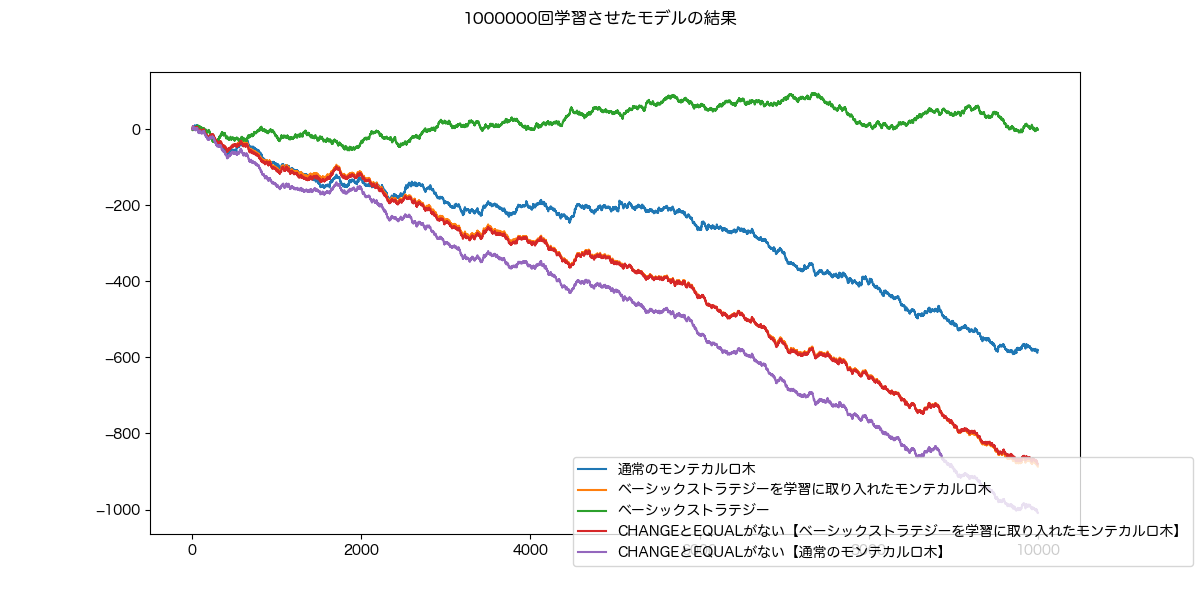 1000000回学習させたモデルの結果
0
−200
−400
−600
−800
−1000
0
2000
4000
6000
8000
10000
通常のモンテカルロ木
ベーシックストラテジーを学習に取り入れたモンテカルロ木
ベーシックストラテジー
CHANGEとEQUALがない【ベーシックストラテジーを学習に取り入れたモンテカルロ木】
CHANGEとEQUALがない【通常のモンテカルロ木】